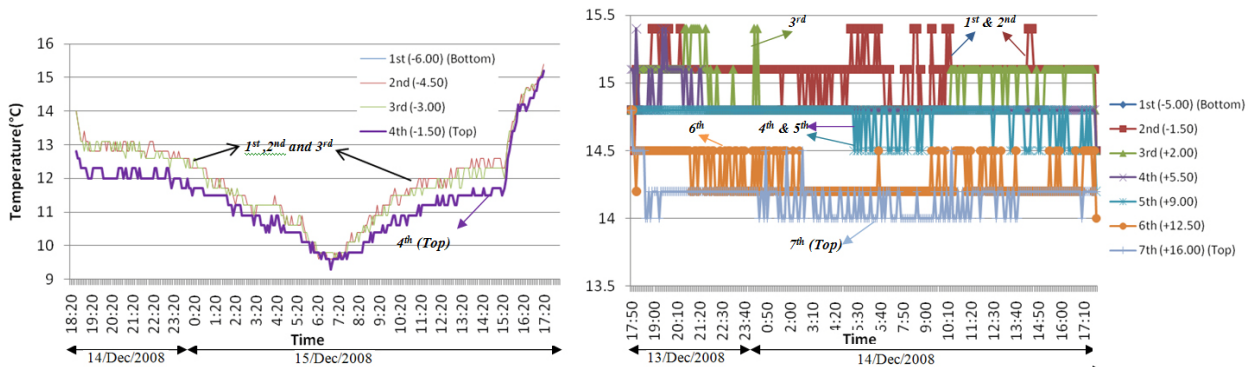 16
15
14
13
12
11
10
9
Temperature(°C)
1st (-6.00) (Bottom)
2nd (-4.50)
3rd (-3.00)
4th (-1.50) (Top)
1st ,2nd and 3rd
4th (Top)
18:20
19:20
20:20
21:20
22:20
23:20
0:20
1:20
2:20
3:20
4:20
5:20
6:20
7:20
8:20
9:20
10:20
11:20
12:20
13:20
14:20
15:20
16:20
17:20
Time
14/Dec/2008
15/Dec/2008
15.5
15
14.5
14
13.5
3rd
1st & 2nd
6th
4th & 5th
7th (Top)
1st (-5.00) (Bottom)
2nd (-1.50)
3rd (+2.00)
4th (+5.50)
5th (+9.00)
6th (+12.50)
7th (+16.00) (Top)
17:50
19:00
20:10
21:20
22:30
23:40
0:50
2:00
3:10
4:20
5:30
6:40
7:50
9:00
10:10
11:20
12:30
13:40
14:50
16:00
17:10
Time
13/Dec/2008
14/Dec/2008